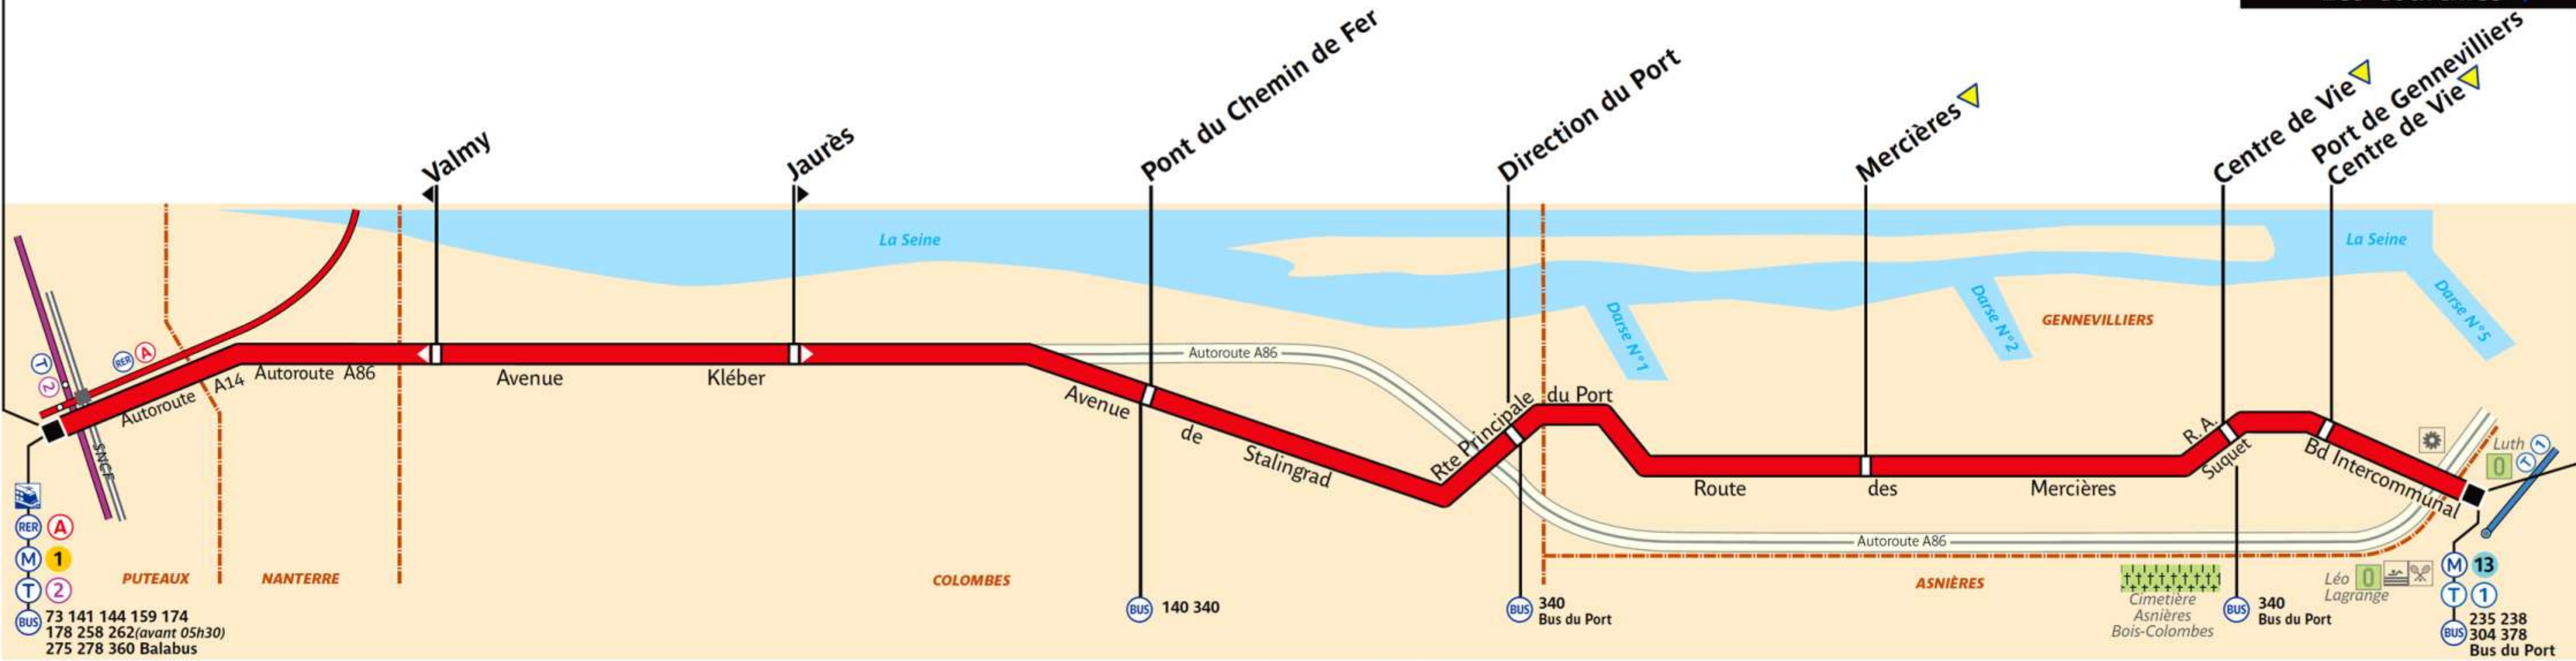 Valmy
Jaurès
Pont du Chemin de Fer
Direction du Port
Mercières
Centre de Vie
Port de Gennevilliers
Centre de Vie
La Seine
La Seine
Darse N°1
Darse N°2
Darse N°5
GENNEVILLIERS
T 2
RER A
SNCF
Autoroute A14
Autoroute A86
Avenue Kléber
Autoroute A86
Avenue de Stalingrad
Rte Principale du Port
Route des Mercières
R. A. Suquet
Bd Intercommunal
Luth
T 1
Autoroute A86
PUTEAUX
NANTERRE
COLOMBES
ASNIÈRES
Cimetière
Asnières
Bois-Colombes
Léo
Lagrange
RER A
M 1
T 2
BUS 73 141 144 159 174
178 258 262(avant 05h30)
275 278 360 Balabus
BUS 140 340
BUS 340
Bus du Port
BUS 340
Bus du Port
M 13
T 1
235 238
BUS 304 378
Bus du Port